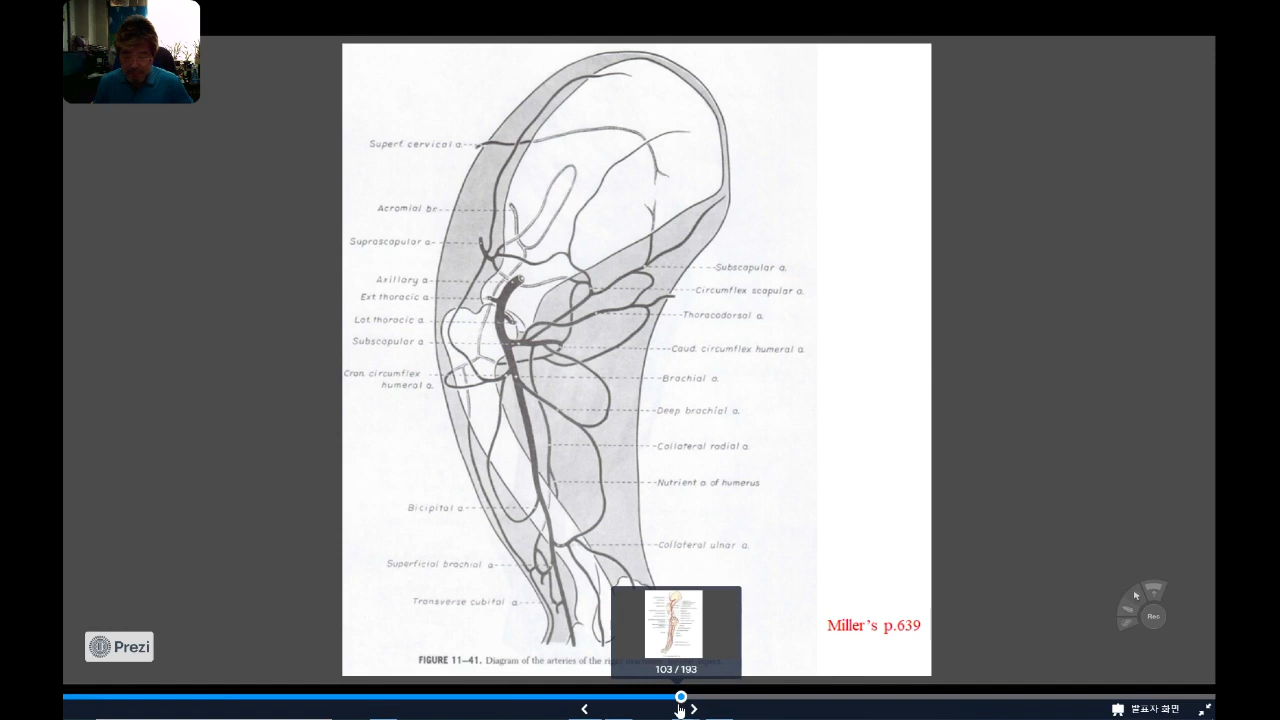 Superf. cervical a.
Acromial br.
Suprascapular a.
Axillary a.
Ext. thoracic a.
Lat. thoracic a.
Subscapular a.
Cran. circumflex
humeral a.
Bicipital a.
Superficial brachial a.
Transverse cubital a.
Subscapular a.
Circumflex scapular a.
Thoracodorsal a.
Caud. circumflex humeral a.
Brachial a.
Deep brachial a.
Collateral radial a.
Nutrient a. of humerus
Collateral ulnar a.
FIGURE 11–41. Diagram of the arteries of the
Miller's p.639
Rec
Prezi
103 / 193
발표자 화면